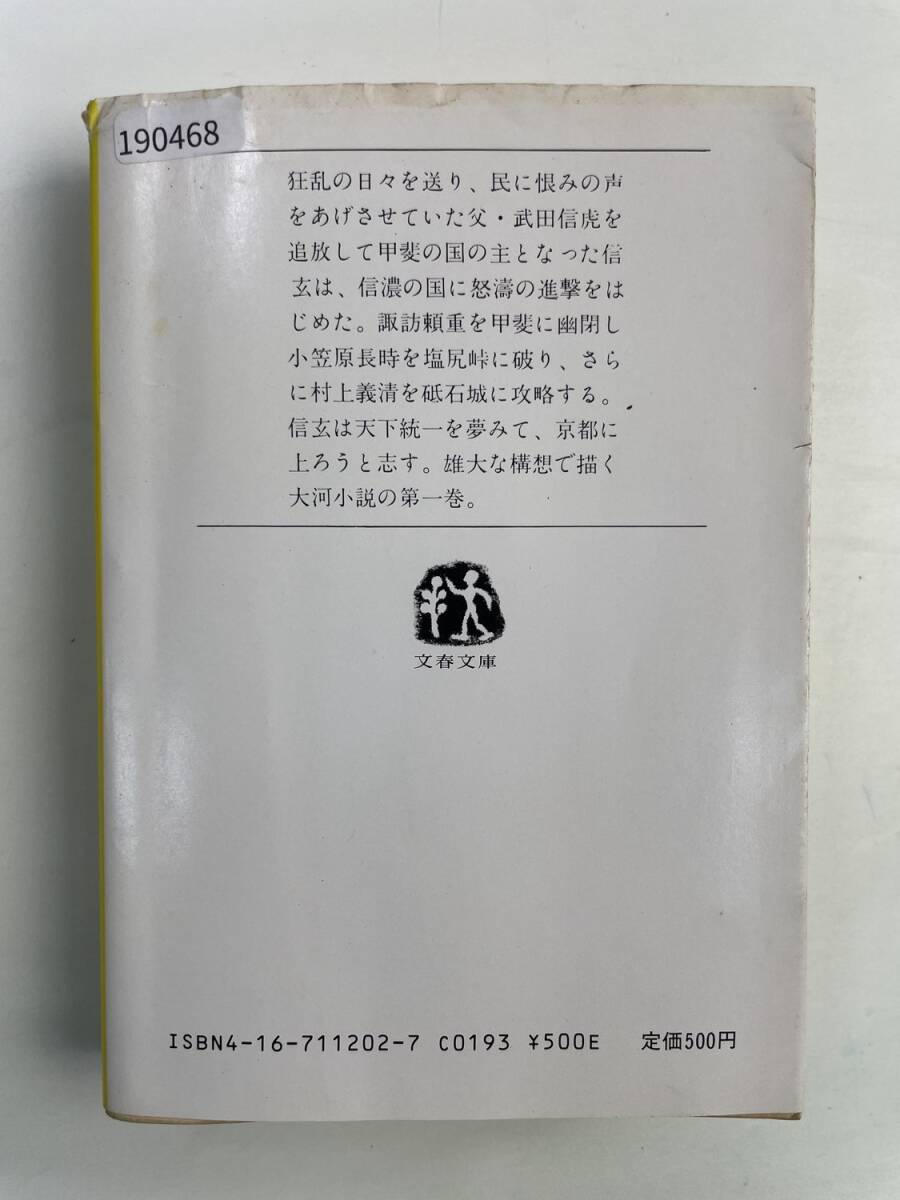 190468
狂乱の日々を送り、民に恨みの声
をあげさせていた父・武田信虎を
追放して甲斐の国の主となった信
玄は、信濃の国に怒濤の進撃をは
じめた。諏訪頼重を甲斐に幽閉し
小笠原長時を塩尻峠に破り、さら
に村上義清を砥石城に攻略する。
信玄は天下統一を夢みて、京都に
上ろうと志す。雄大な構想で描く
大河小説の第一巻。
文春文庫
ISBN4-16-711202-7 C0193 ¥500E 定価500円